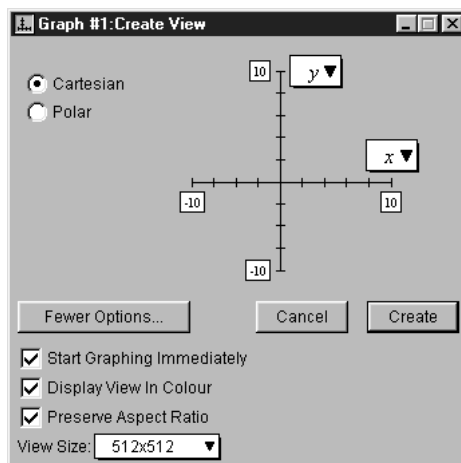 Graph #1:Create View
Cartesian
Polar
10 y
x
-10 10
-10
Fewer Options... Cancel Create
Start Graphing Immediately
Display View In Colour
Preserve Aspect Ratio
View Size: 512x512